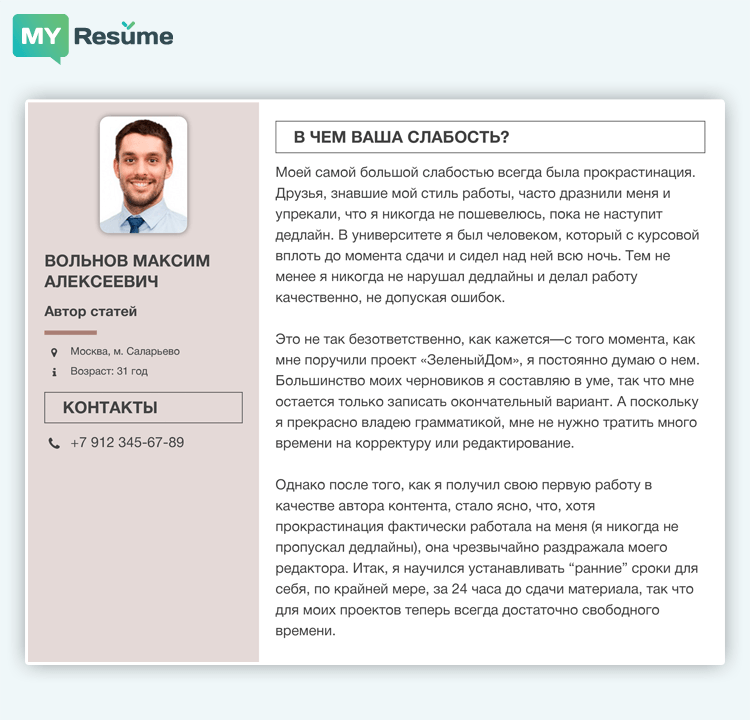 MY Resume
ВОЛЬНОВ МАКСИМ
АЛЕКСЕЕВИЧ
Автор статей
Москва, м. Саларьево
Возраст: 31 год
КОНТАКТЫ
+7 912 345-67-89
В ЧЕМ ВАША СЛАБОСТЬ?
Моей самой большой слабостью всегда была прокрастинация.
Друзья, знавшие мой стиль работы, часто дразнили меня и
упрекали, что я никогда не пошевелюсь, пока не наступит
дедлайн. В университете я был человеком, который с курсовой
вплоть до момента сдачи и сидел над ней всю ночь. Тем не
менее я никогда не нарушал дедлайны и делал работу
качественно, не допуская ошибок.
Это не так безответственно, как кажется—с того момента, как
мне поручили проект «ЗеленыйДом», я постоянно думаю о нем.
Большинство моих черновиков я составляю в уме, так что мне
остается только записать окончательный вариант. А поскольку
я прекрасно владею грамматикой, мне не нужно тратить много
времени на корректуру или редактирование.
Однако после того, как я получил свою первую работу в
качестве автора контента, стало ясно, что, хотя
прокрастинация фактически работала на меня (я никогда не
пропускал дедлайны), она чрезвычайно раздражала моего
редактора. Итак, я научился устанавливать “ранние” сроки для
себя, по крайней мере, за 24 часа до сдачи материала, так что
для моих проектов теперь всегда достаточно свободного
времени.